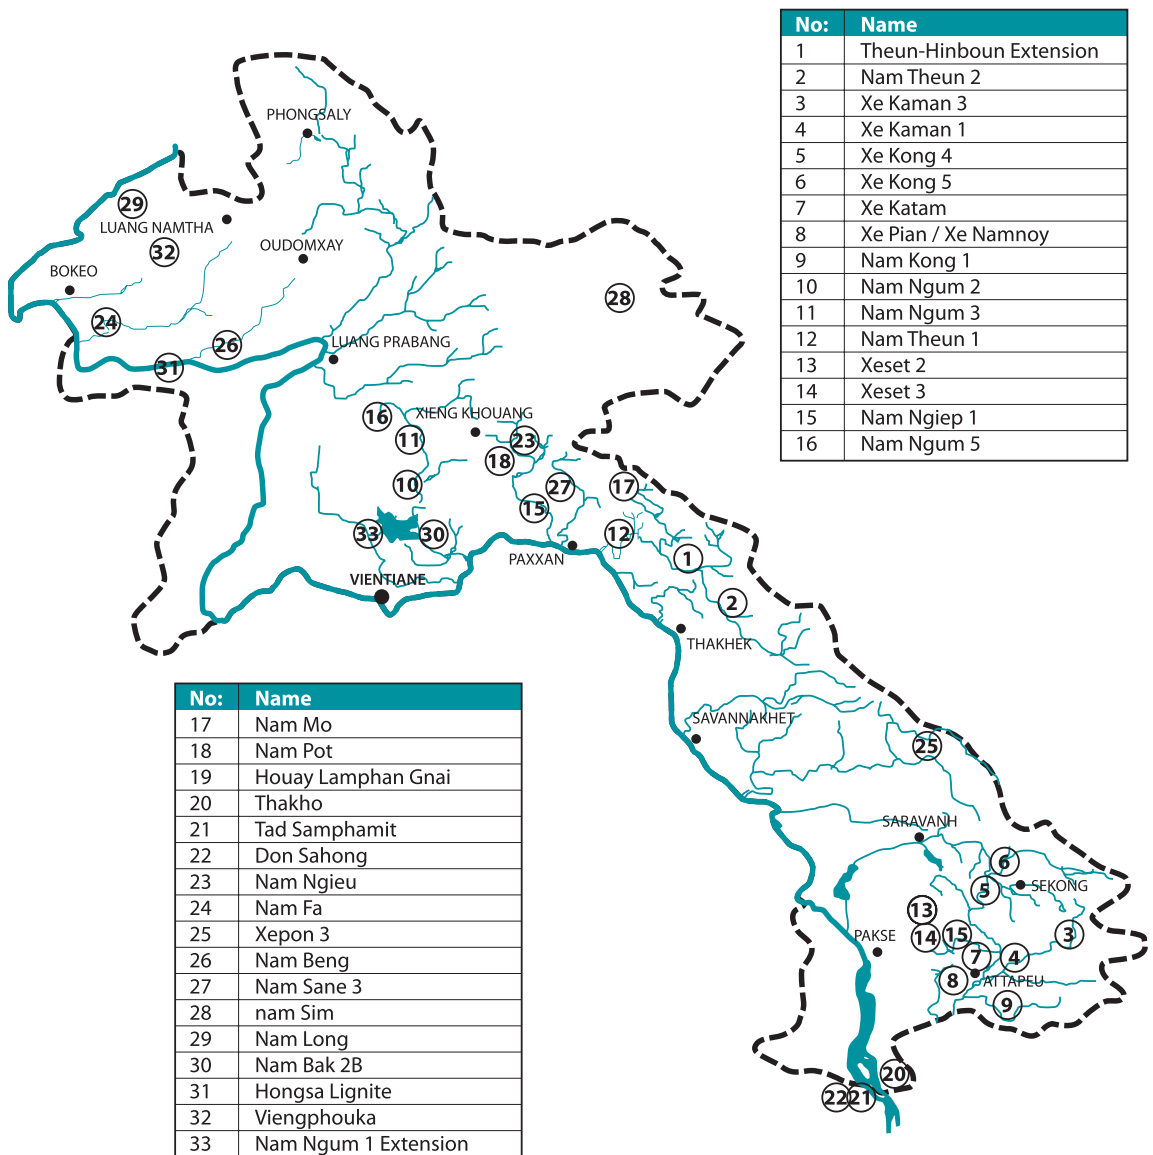 No: Name
1 Theun-Hinboun Extension
2 Nam Theun 2
3 Xe Kaman 3
4 Xe Kaman 1
5 Xe Kong 4
6 Xe Kong 5
7 Xe Katam
8 Xe Pian / Xe Namnoy
9 Nam Kong 1
10 Nam Ngum 2
11 Nam Ngum 3
12 Nam Theun 1
13 Xeset 2
14 Xeset 3
15 Nam Ngiep 1
16 Nam Ngum 5
PHONGSALY
29
LUANG NAMTHA
32
OUDOMXAY
BOKEO
28
24
26
LUANG PRABANG
31
16
XIENG KHOUANG
11
23
18
10
27
17
15
33
30
12
PAXXAN
1
VIENTIANE
2
THAKHEK
SAVANNAKHET
25
SARAVANH
6
5
SEKONG
13
14
15
3
PAKSE
7
4
8
ATTAPEU
9
20
22
21
No: Name
17 Nam Mo
18 Nam Pot
19 Houay Lamphan Gnai
20 Thakho
21 Tad Samphamit
22 Don Sahong
23 Nam Ngieu
24 Nam Fa
25 Xepon 3
26 Nam Beng
27 Nam Sane 3
28 nam Sim
29 Nam Long
30 Nam Bak 2B
31 Hongsa Lignite
32 Viengphouka
33 Nam Ngum 1 Extension